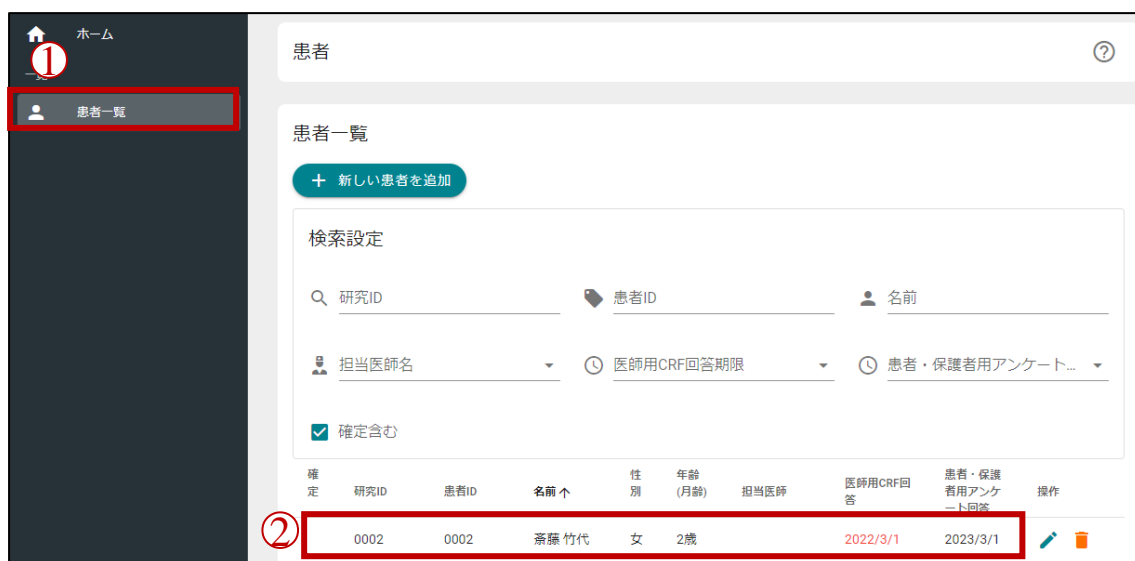 ホーム
①
患者一覧
患者
患者一覧
新しい患者を追加
検索設定
研究ID
患者ID
名前
担当医師名
医師用CRF回答期限
患者・保護者用アンケート...
確定含む
確定
研究ID
患者ID
名前
性別
年齢
(月齢)
担当医師
医師用CRF回
答
患者・保護
者用アンケ
ート回答
操作
②
0002 0002 斎藤 竹代 女 2歳 2022/3/1 2023/3/1